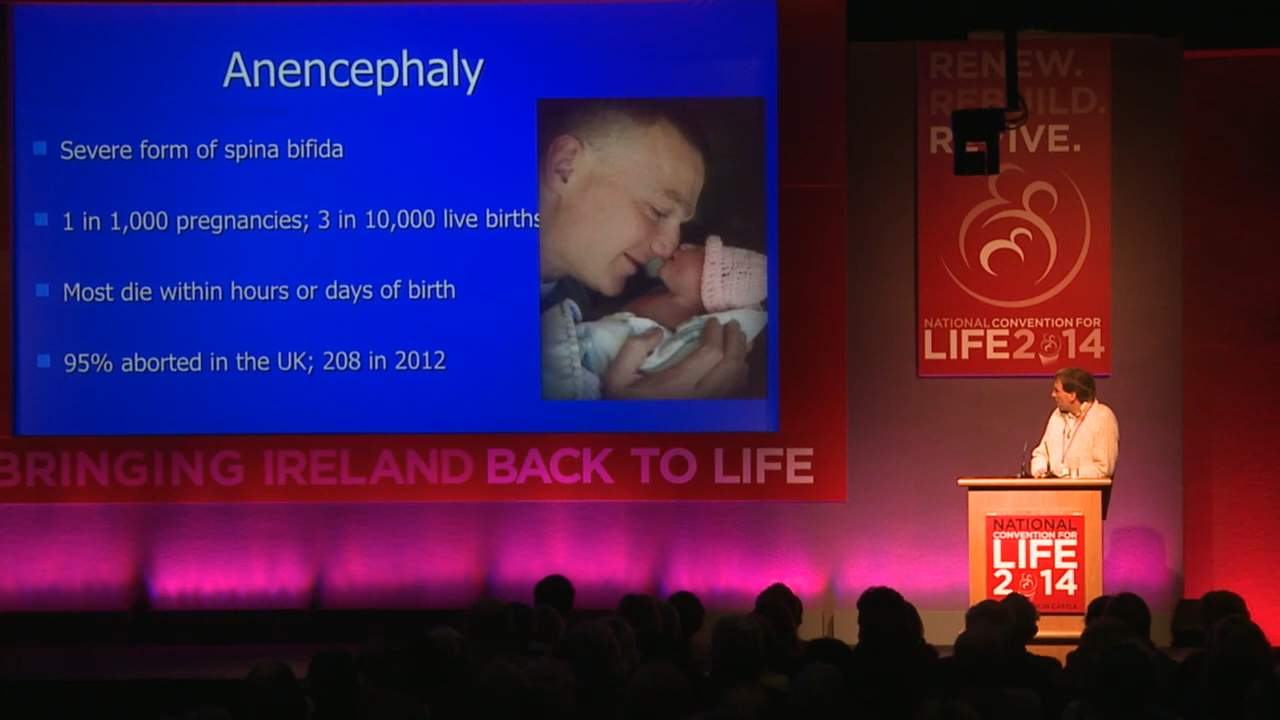 Anencephaly
Severe form of spina bifida
1 in 1,000 pregnancies; 3 in 10,000 live births
Most die within hours or days of birth
95% aborted in the UK; 208 in 2012
BRINGING IRELAND BACK TO LIFE
RENEW.
REBUILD.
REVIVE.
NATIONAL CONVENTION FOR
LIFE2014
NATIONAL
CONVENTION FOR
LIFE
2014
CASTLE